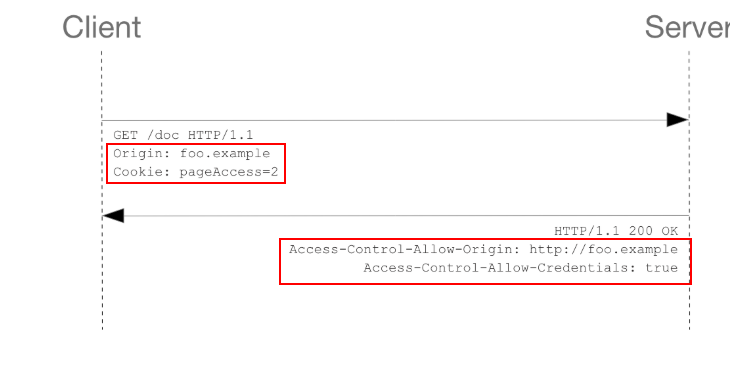 Client
Server
GET /doc HTTP/1.1
Origin: foo.example
Cookie: pageAccess=2
HTTP/1.1 200 OK
Access-Control-Allow-Origin: http://foo.example
Access-Control-Allow-Credentials: true